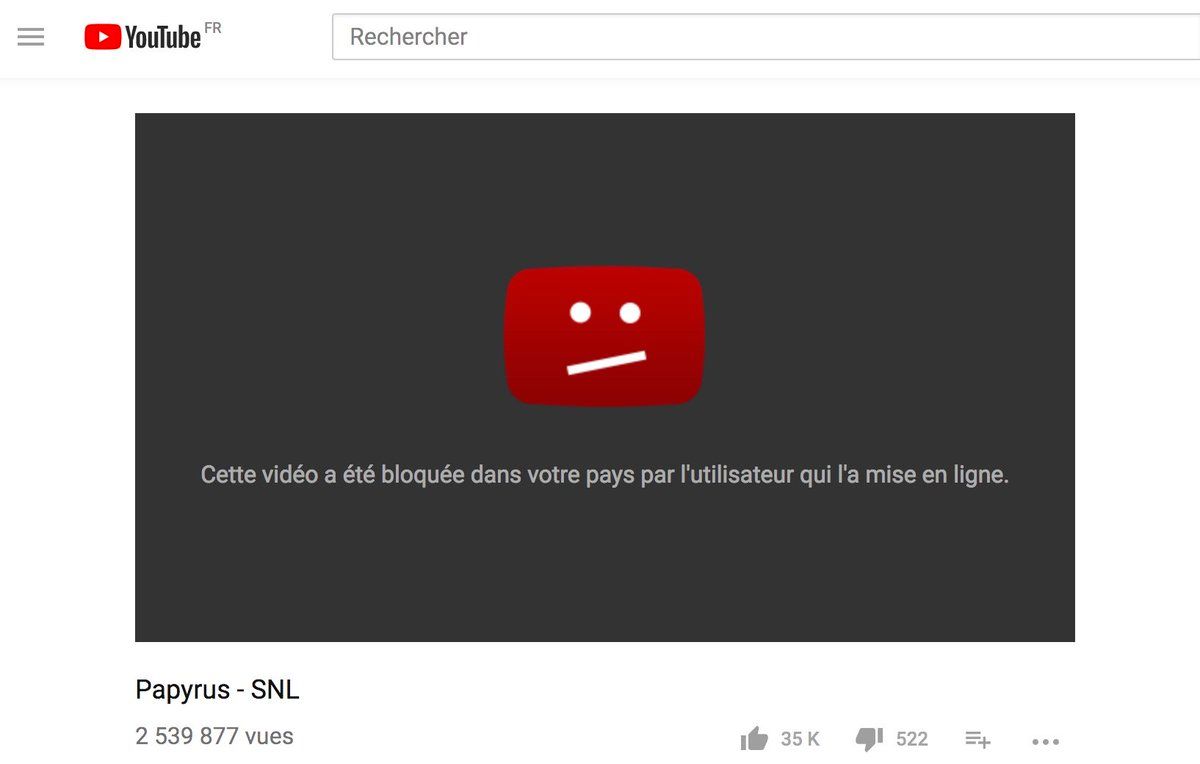 YouTube FR
Rechercher
Cette vidéo a été bloquée dans votre pays par l'utilisateur qui l'a mise en ligne.
Papyrus - SNL
2 539 877 vues
35 K
522